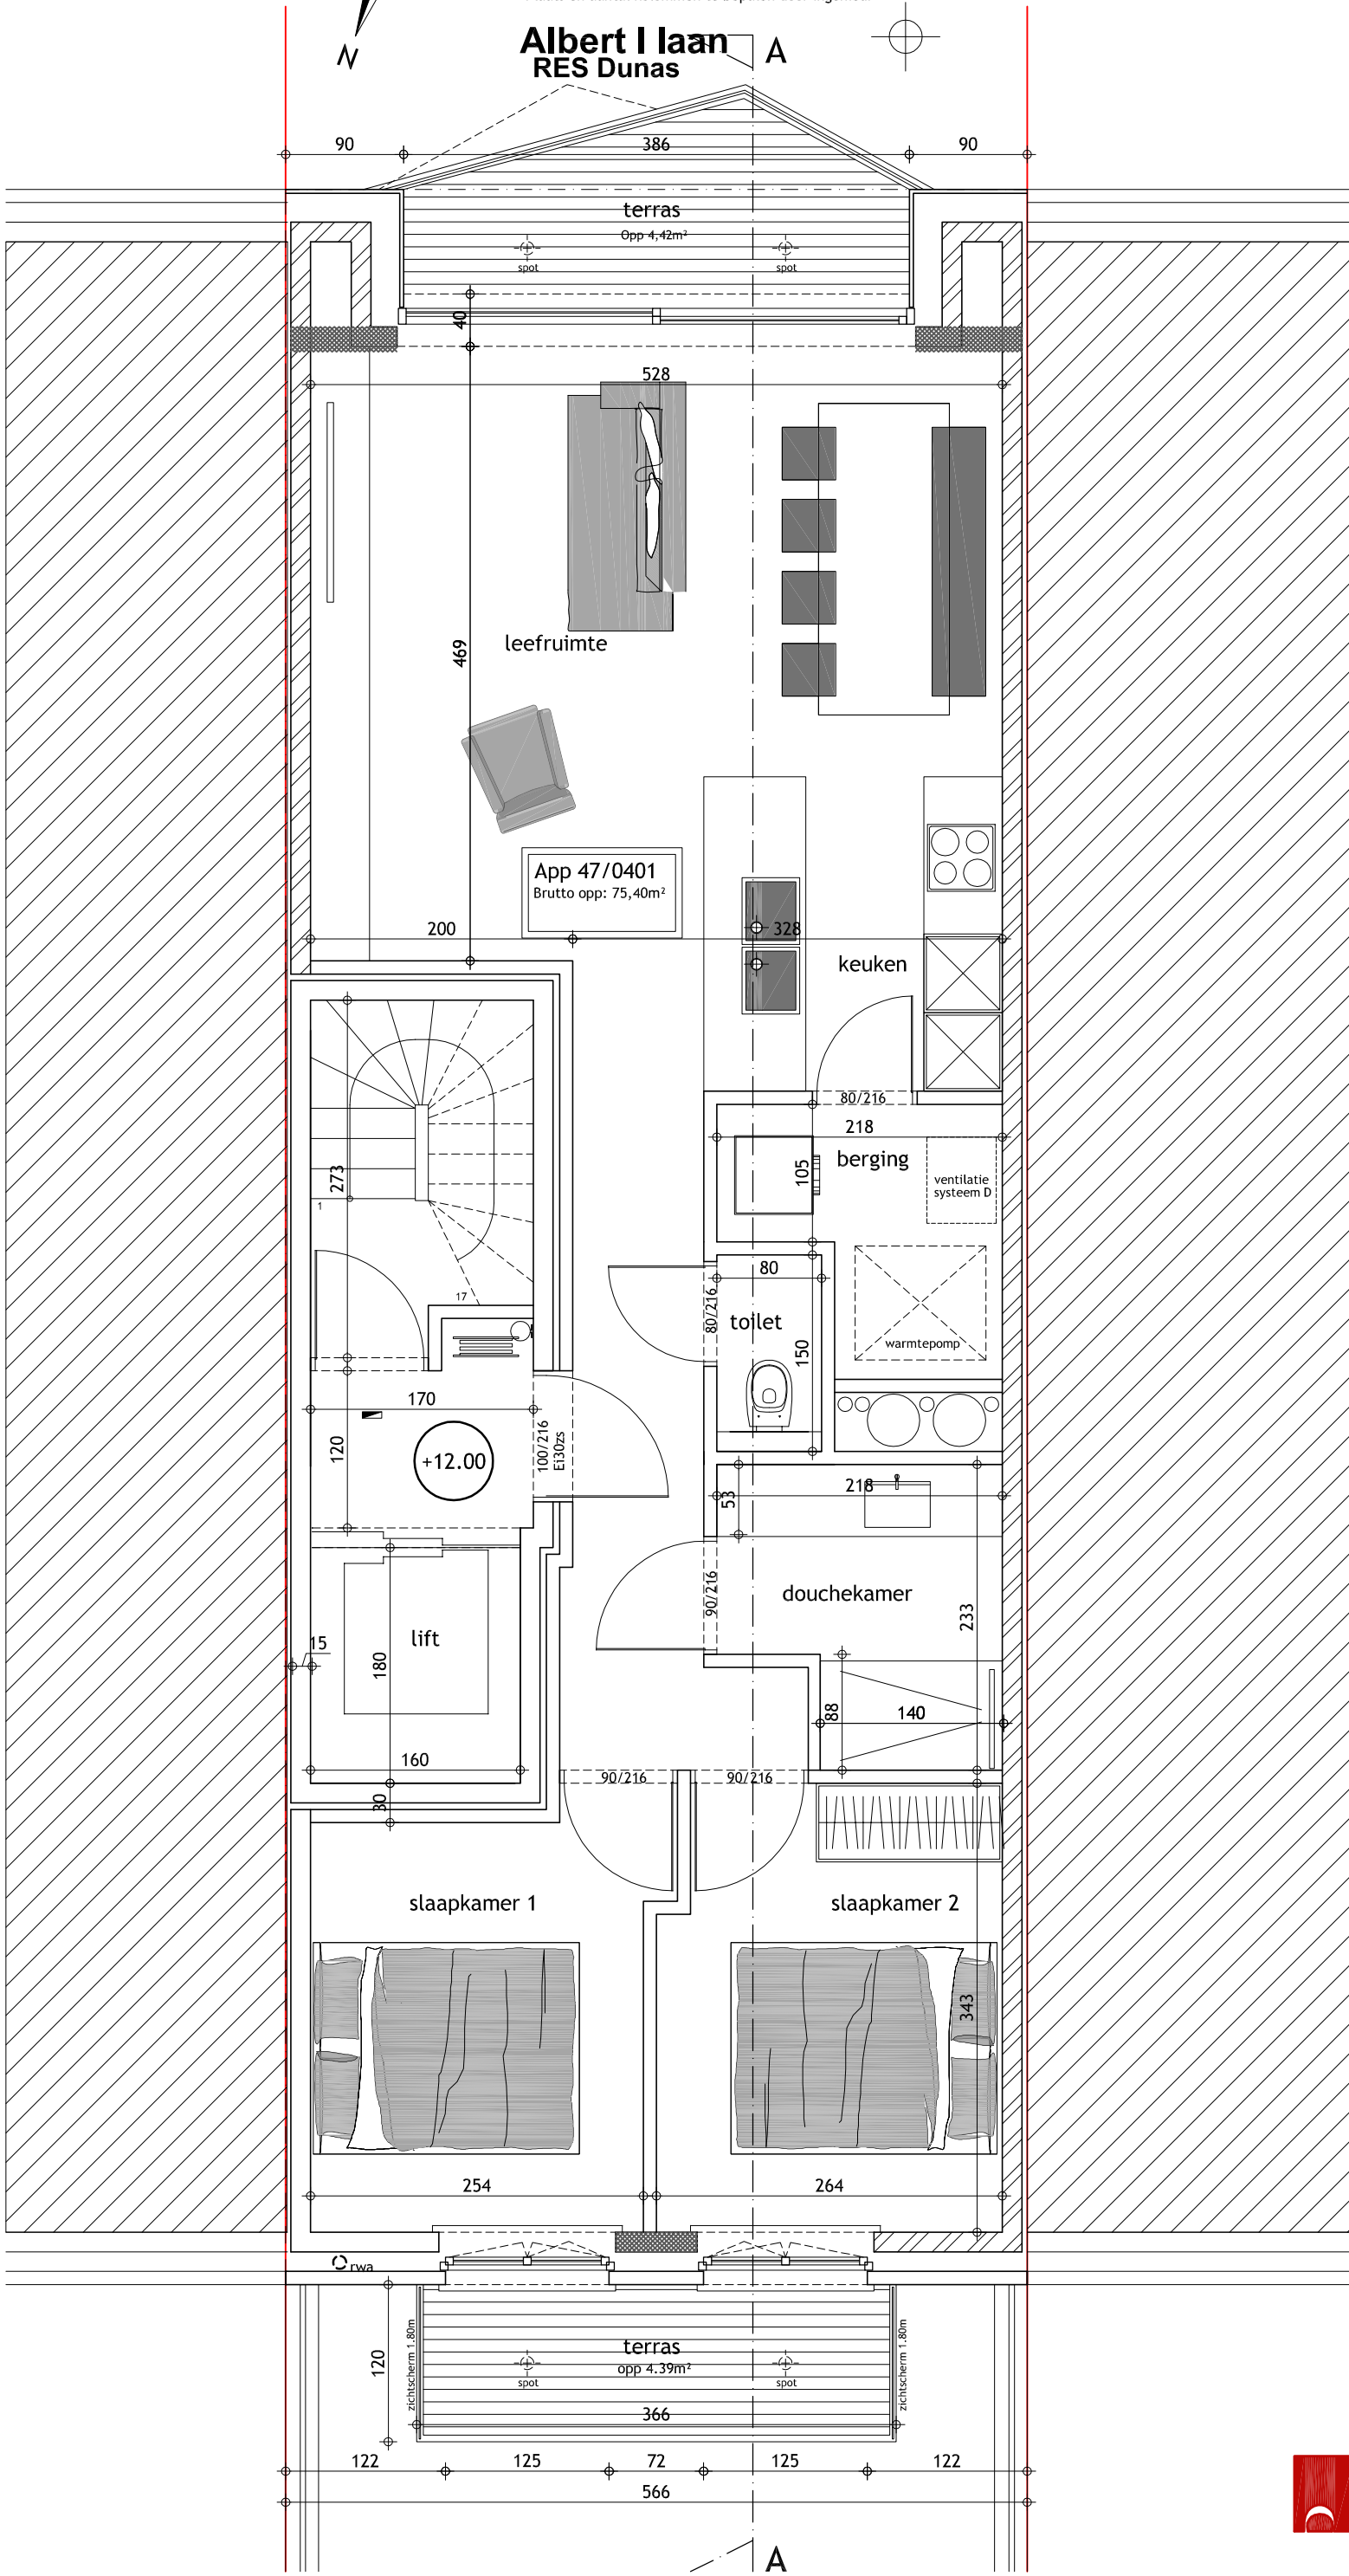 N
Albert I laan
RES Dunas
A
90
386
90
terras
Opp 4,42m²
spot
spot
40
528
469
leefruimte
App 47/0401
Brutto opp: 75,40m²
200
328
keuken
80/216
218
berging
105
ventilatie
systeem D
273
1
17
80
80/216
toilet
150
warmtepomp
170
120
+12.00
100/216
Ei30zs
53
218
90/216
douchekamer
233
lift
15
180
88
140
160
30
90/216
90/216
slaapkamer 1
slaapkamer 2
343
254
264
rwa
120
zichtscherm 1.80m
terras
opp 4.39m²
spot
spot
zichtscherm 1.80m
366
122
125
72
125
122
566
A